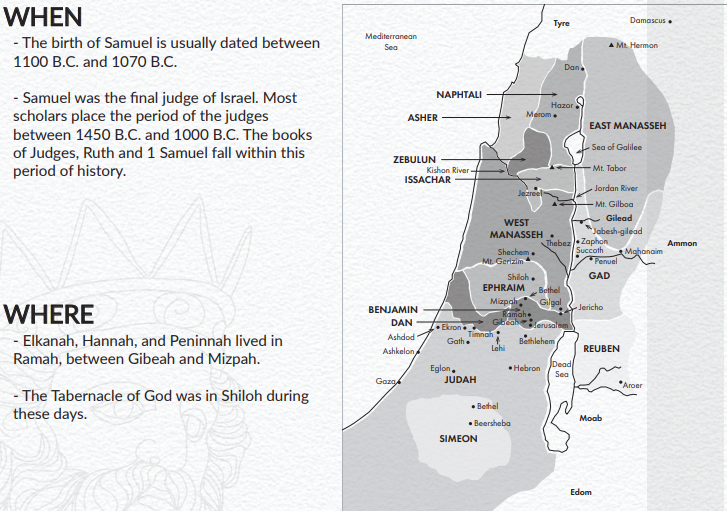 WHEN
- The birth of Samuel is usually dated between
1100 B.C. and 1070 B.C.
- Samuel was the final judge of Israel. Most
scholars place the period of the judges
between 1450 B.C. and 1000 B.C. The books
of Judges, Ruth and 1 Samuel fall within this
period of history.
WHERE
- Elkanah, Hannah, and Peninnah lived in
Ramah, between Gibeah and Mizpah.
- The Tabernacle of God was in Shiloh during
these days.
Tyre
Damascus
Mediterranean
Sea
Mt. Hermon
Dan
NAPHTALI
Hazor
Merom
ASHER
EAST MANASSEH
Sea of Galilee
ZEBULUN
Kishon River
Mt. Tabor
ISSACHAR
Jezreel
Jordan River
Mt. Gilboa
Gilead
WEST
MANASSEH
Jabesh-gilead
Thebez
Zaphon
Ammon
Succoth
Mahanaim
Shechem
Mt. Gerizim
Penuel
GAD
Shiloh
EPHRAIM
Bethel
Mizpah
Gilgal
BENJAMIN
Ramah
Jericho
DAN
Gibeah
Jerusalem
Ekron
Timnah
Ashdod
Gath
Lehi
Bethlehem
Ashkelon
REUBEN
Eglon
Hebron
Dead
Sea
Gaza
JUDAH
Aroer
Bethel
Moab
Beersheba
SIMEON
Edom